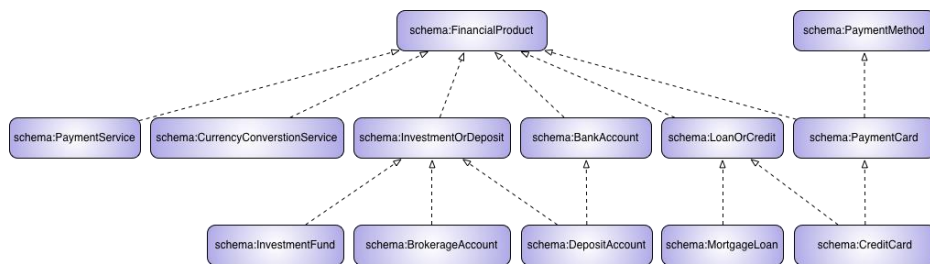 schema:FinancialProduct
schema:PaymentMethod
schema:PaymentService
schema:CurrencyConverstionService
schema:InvestmentOrDeposit
schema:BankAccount
schema:LoanOrCredit
schema:PaymentCard
schema:InvestmentFund
schema:BrokerageAccount
schema:DepositAccount
schema:MortgageLoan
schema:CreditCard